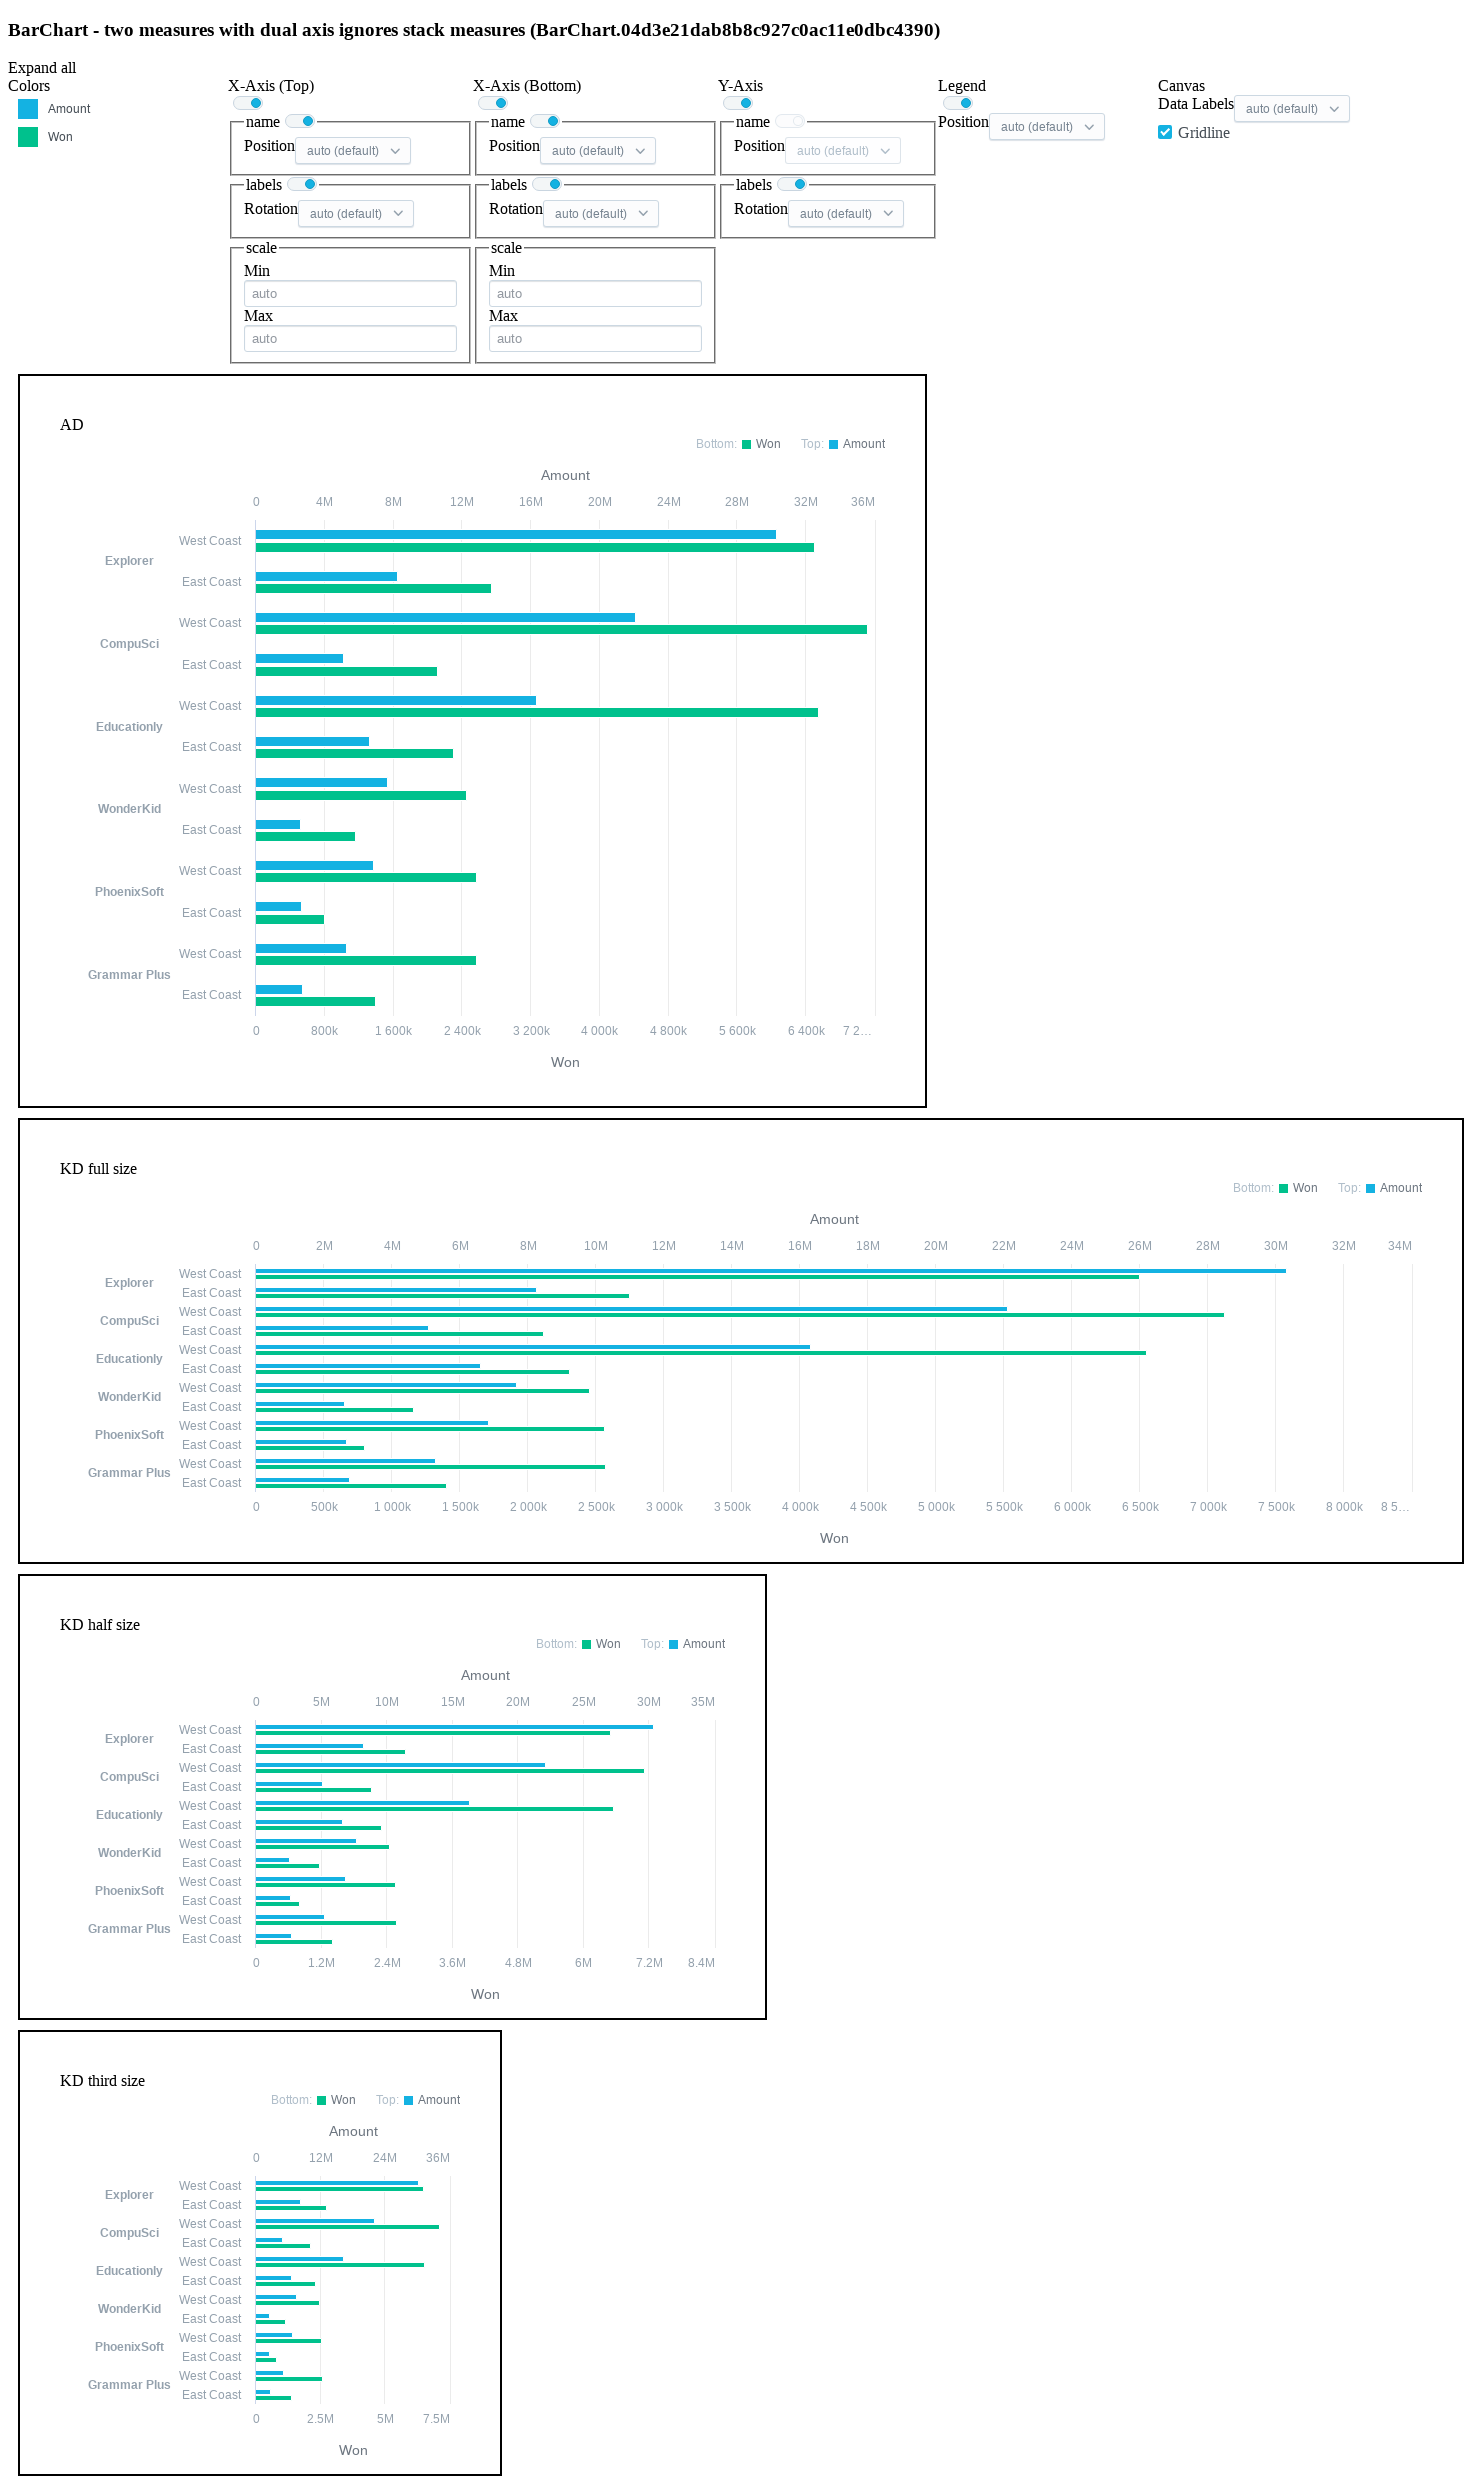 BarChart - two measures with dual axis ignores stack measures (BarChart.04d3e21dab8b8c927c0ac11e0dbc4390)
Expand all
Colors
Amount
Won
X-Axis (Top)
name
Position auto (default)
labels
Rotation auto (default)
scale
Min
auto
Max
auto
X-Axis (Bottom)
name
Position auto (default)
labels
Rotation auto (default)
scale
Min
auto
Max
auto
Y-Axis
name
Position auto (default)
labels
Rotation auto (default)
Legend
Position auto (default)
Canvas
Data Labels auto (default)
Gridline
AD
Bottom: Won Top: Amount
Amount
0 4M 8M 12M 16M 20M 24M 28M 32M 36M
West Coast
Explorer
East Coast
West Coast
CompuSci
East Coast
West Coast
Educationly
East Coast
West Coast
WonderKid
East Coast
West Coast
PhoenixSoft
East Coast
West Coast
Grammar Plus
East Coast
0 800k 1 600k 2 400k 3 200k 4 000k 4 800k 5 600k 6 400k 7 2…
Won
KD full size
Bottom: Won Top: Amount
Amount
0 2M 4M 6M 8M 10M 12M 14M 16M 18M 20M 22M 24M 26M 28M 30M 32M 34M
West Coast
Explorer
East Coast
West Coast
CompuSci
East Coast
West Coast
Educationly
East Coast
West Coast
WonderKid
East Coast
West Coast
PhoenixSoft
East Coast
West Coast
Grammar Plus
East Coast
0 500k 1 000k 1 500k 2 000k 2 500k 3 000k 3 500k 4 000k 4 500k 5 000k 5 500k 6 000k 6 500k 7 000k 7 500k 8 000k 8 5…
Won
KD half size
Bottom: Won Top: Amount
Amount
0 5M 10M 15M 20M 25M 30M 35M
West Coast
Explorer
East Coast
West Coast
CompuSci
East Coast
West Coast
Educationly
East Coast
West Coast
WonderKid
East Coast
West Coast
PhoenixSoft
East Coast
West Coast
Grammar Plus
East Coast
0 1.2M 2.4M 3.6M 4.8M 6M 7.2M 8.4M
Won
KD third size
Bottom: Won Top: Amount
Amount
0 12M 24M 36M
West Coast
Explorer
East Coast
West Coast
CompuSci
East Coast
West Coast
Educationly
East Coast
West Coast
WonderKid
East Coast
West Coast
PhoenixSoft
East Coast
West Coast
Grammar Plus
East Coast
0 2.5M 5M 7.5M
Won